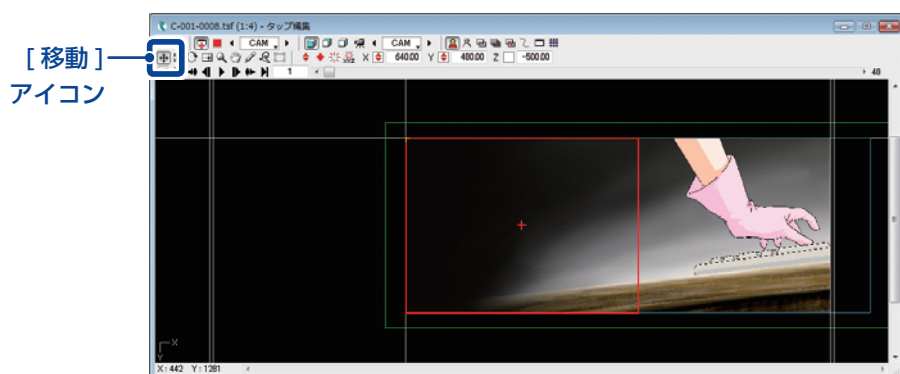 C-001-0008.tsf (1:4) - タップ編集
[ 移動 ]
アイコン
CAM
CAM
X 640.00 Y 480.00 Z -500.00
1
48
X
Y
X : 442 Y : 1281